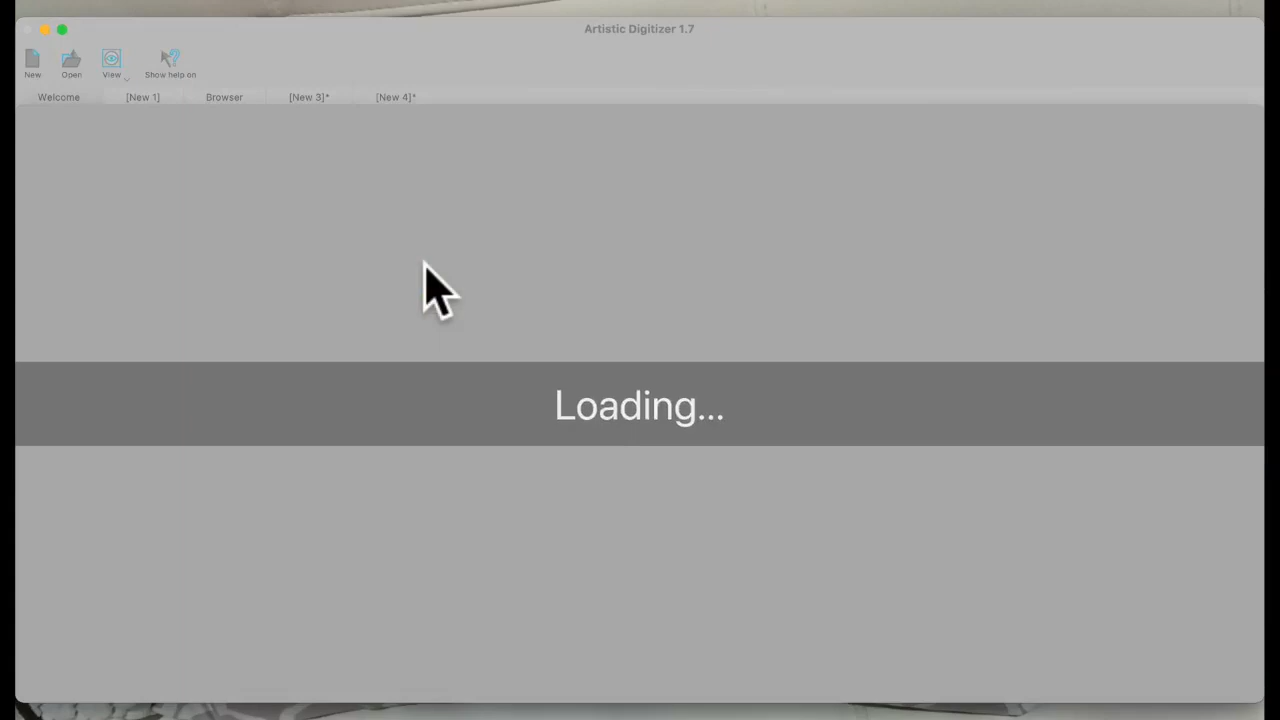 Artistic Digitizer 1.7
New Open View Show help on
Welcome [New 1] Browser [New 3]* [New 4]*
Loading...